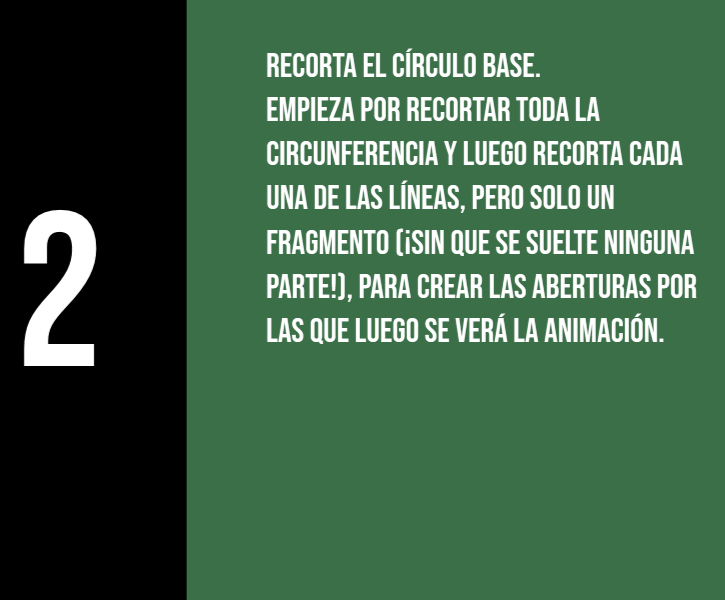 2
RECORTA EL CÍRCULO BASE.
EMPIEZA POR RECORTAR TODA LA
CIRCUNFERENCIA Y LUEGO RECORTA CADA
UNA DE LAS LÍNEAS, PERO SOLO UN
FRAGMENTO (¡SIN QUE SE SUELTE NINGUNA
PARTE!), PARA CREAR LAS ABERTURAS POR
LAS QUE LUEGO SE VERÁ LA ANIMACIÓN.